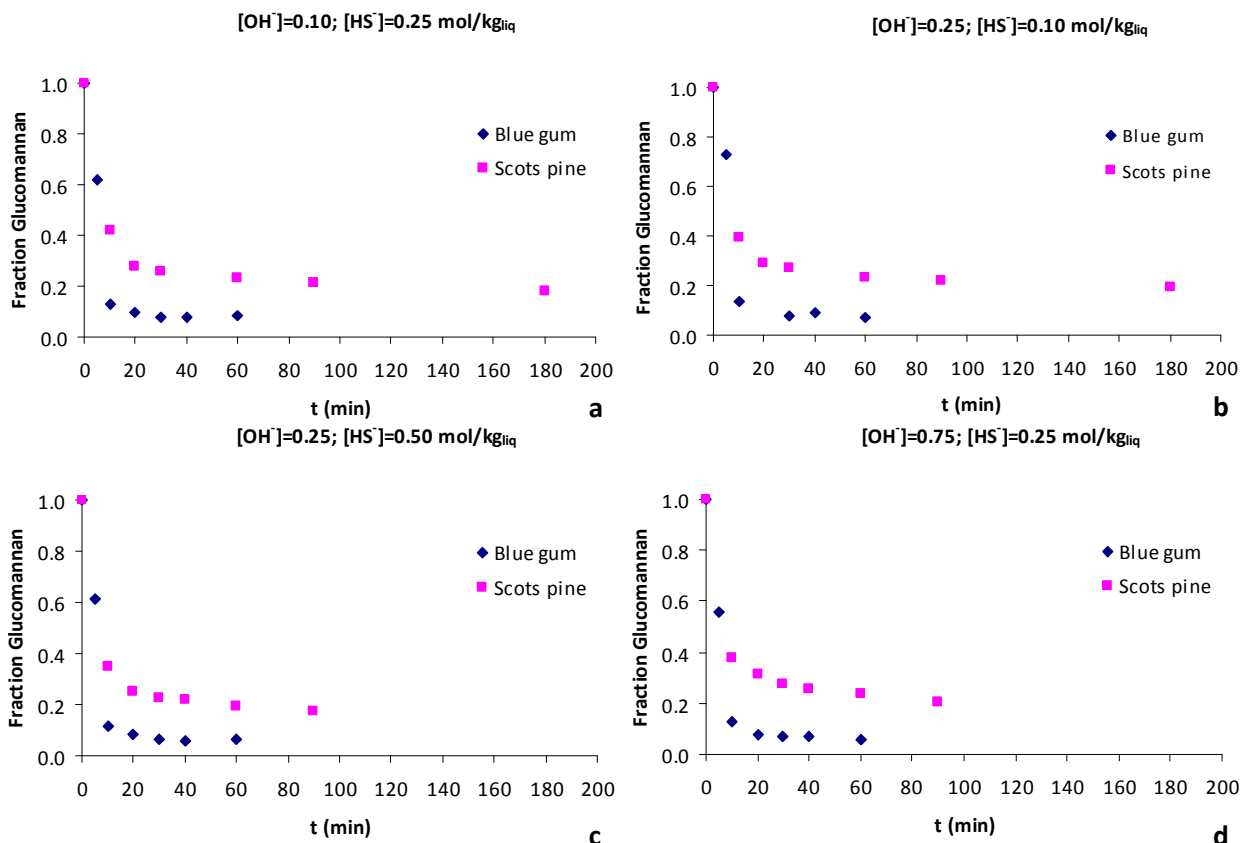 [OH⁻]=0.10; [HS⁻]=0.25 mol/kgliq
Fraction Glucomannan
1.0
0.8
0.6
0.4
0.2
0.0
Blue gum
Scots pine
0 20 40 60 80 100 120 140 160 180 200
t (min)
a
[OH⁻]=0.25; [HS⁻]=0.10 mol/kgliq
Fraction Glucomannan
1.0
0.8
0.6
0.4
0.2
0.0
Blue gum
Scots pine
0 20 40 60 80 100 120 140 160 180 200
t (min)
b
[OH⁻]=0.25; [HS⁻]=0.50 mol/kgliq
Fraction Glucomannan
1.0
0.8
0.6
0.4
0.2
0.0
Blue gum
Scots pine
0 20 40 60 80 100 120 140 160 180 200
t (min)
c
[OH⁻]=0.75; [HS⁻]=0.25 mol/kgliq
Fraction Glucomannan
1.0
0.8
0.6
0.4
0.2
0.0
Blue gum
Scots pine
0 20 40 60 80 100 120 140 160 180 200
t (min)
d